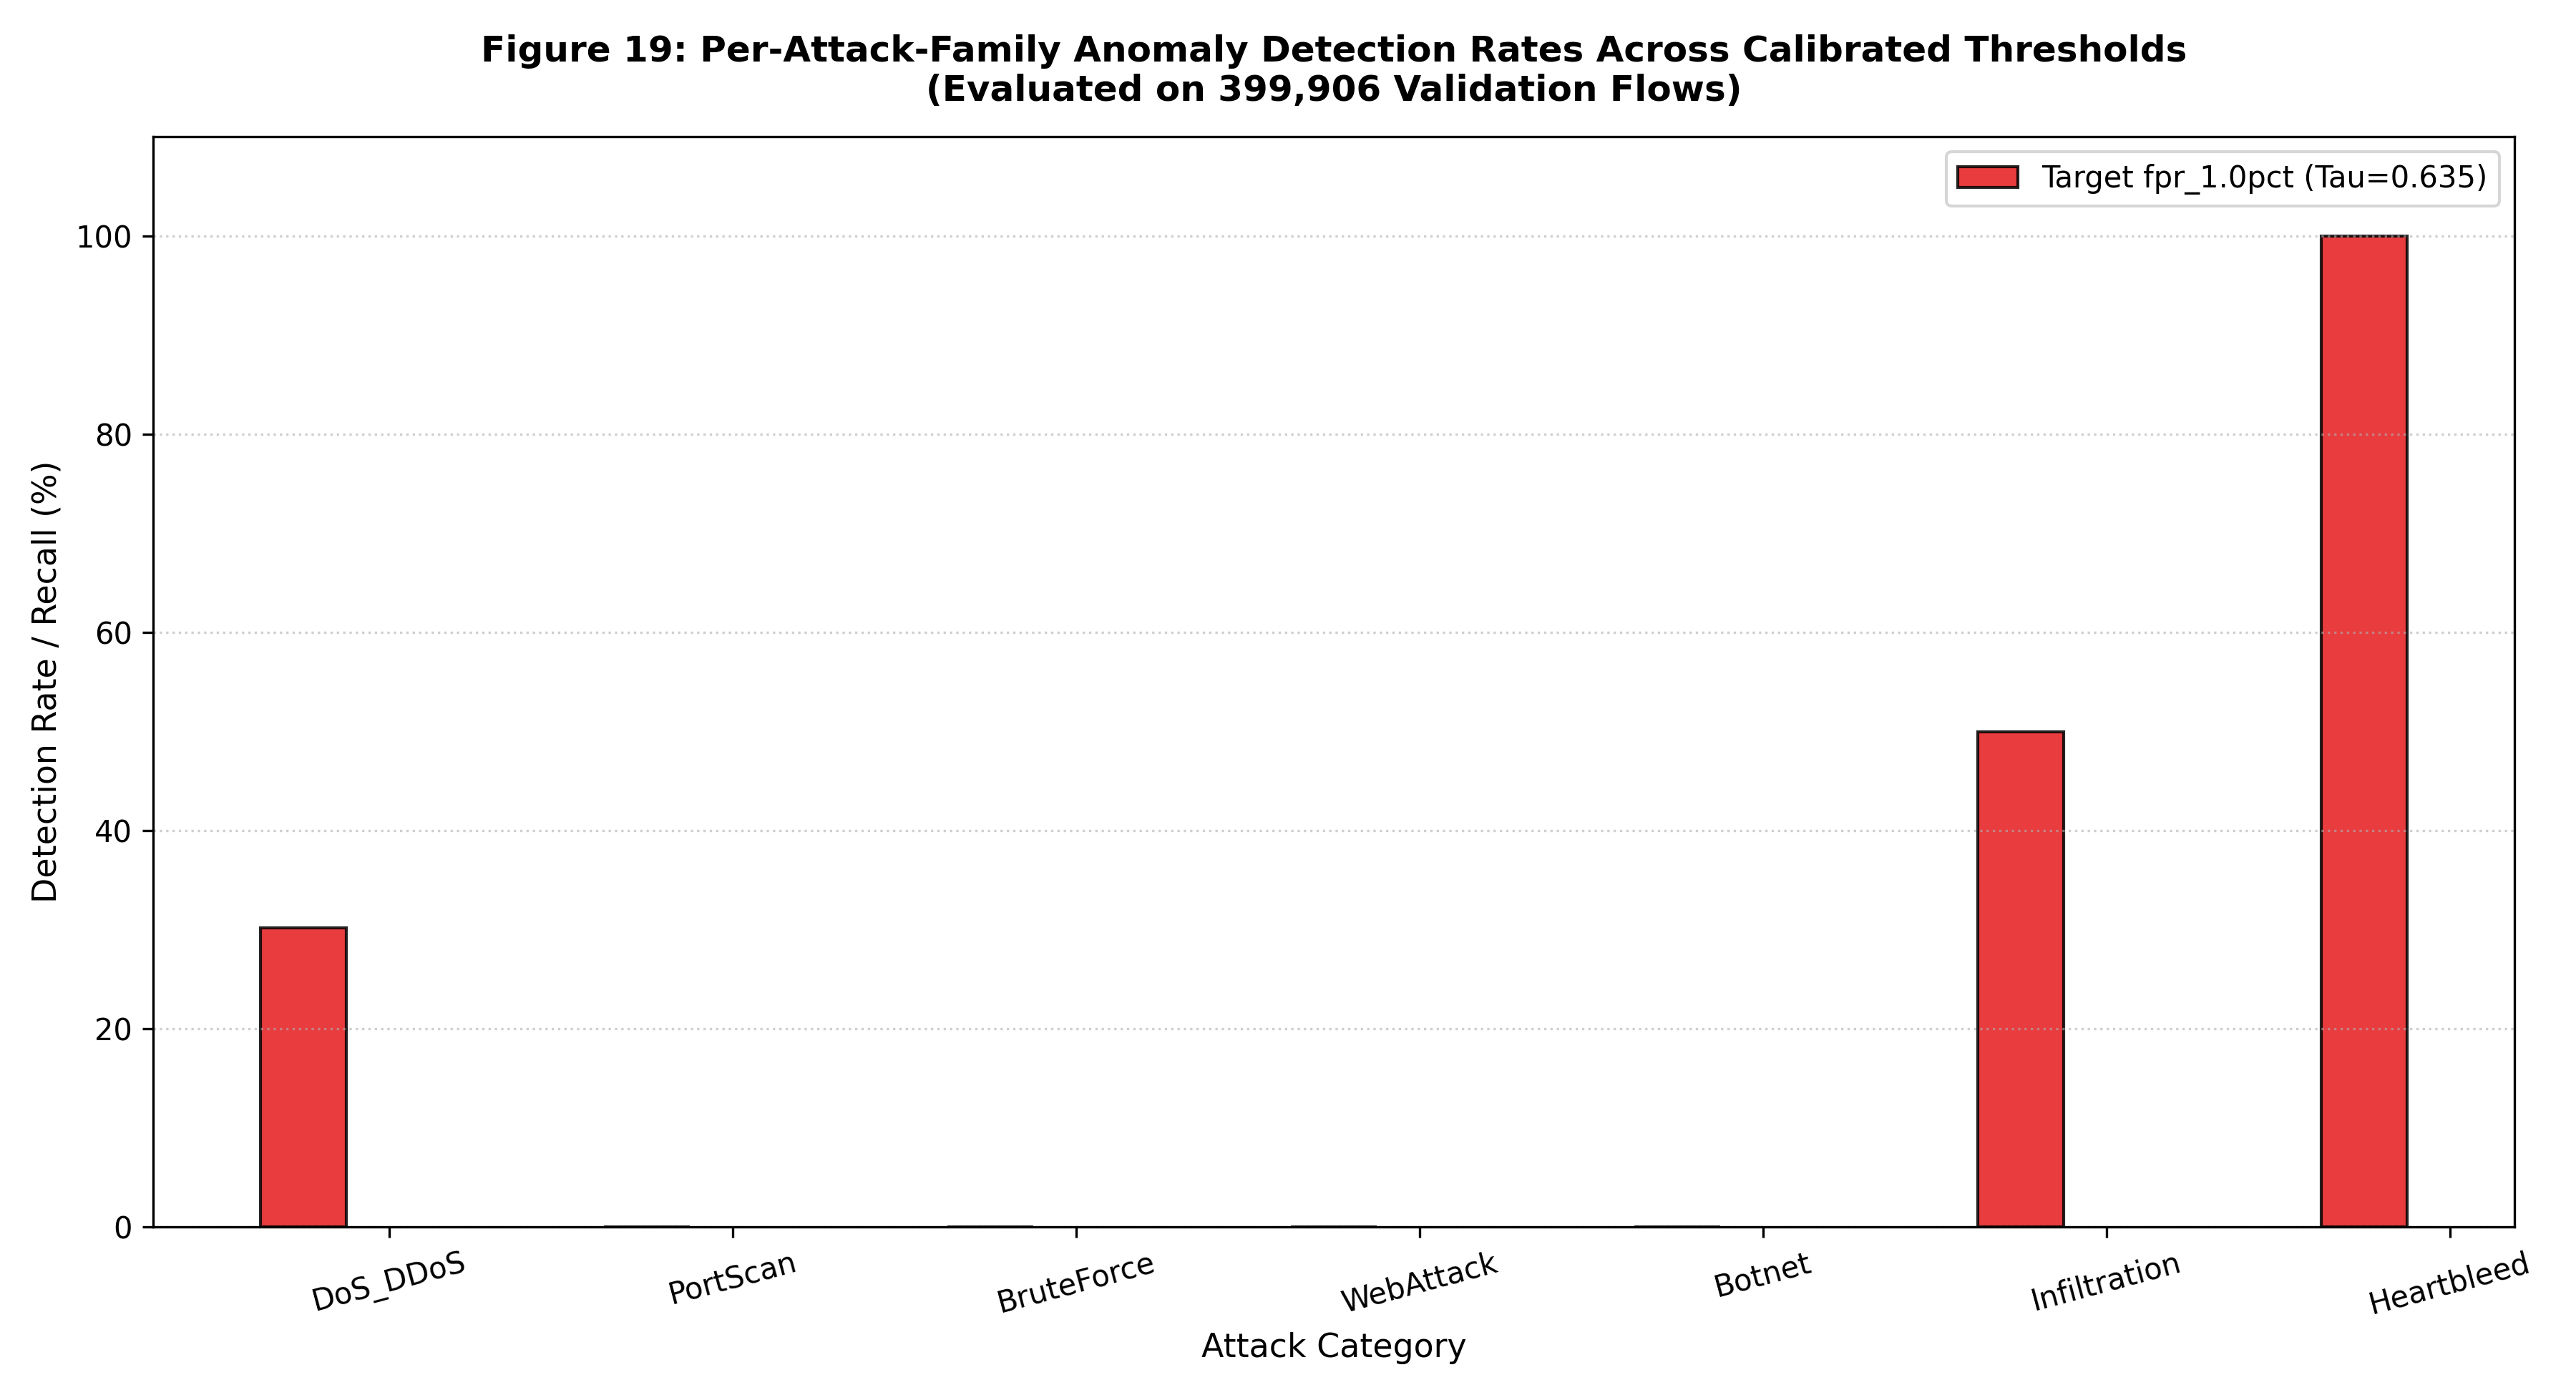 Figure 19: Per-Attack-Family Anomaly Detection Rates Across Calibrated Thresholds
(Evaluated on 399,906 Validation Flows)
Target fpr_1.0pct (Tau=0.635)
Detection Rate / Recall (%)
100
80
60
40
20
0
DoS_DDoS
PortScan
BruteForce
WebAttack
Botnet
Infiltration
Heartbleed
Attack Category